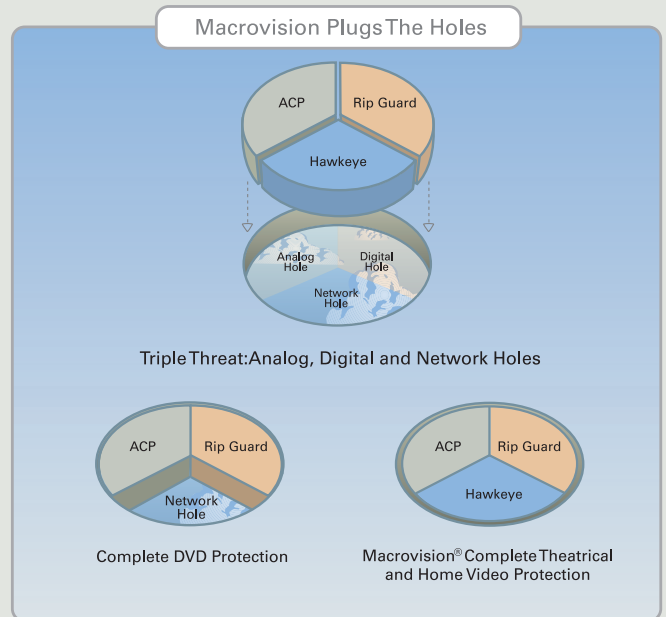 Macrovision Plugs The Holes
ACP
Rip Guard
Hawkeye
Analog
Hole
Digital
Hole
Network
Hole
Triple Threat: Analog, Digital and Network Holes
ACP
Rip Guard
Network
Hole
Complete DVD Protection
ACP
Rip Guard
Hawkeye
Macrovision® Complete Theatrical
and Home Video Protection